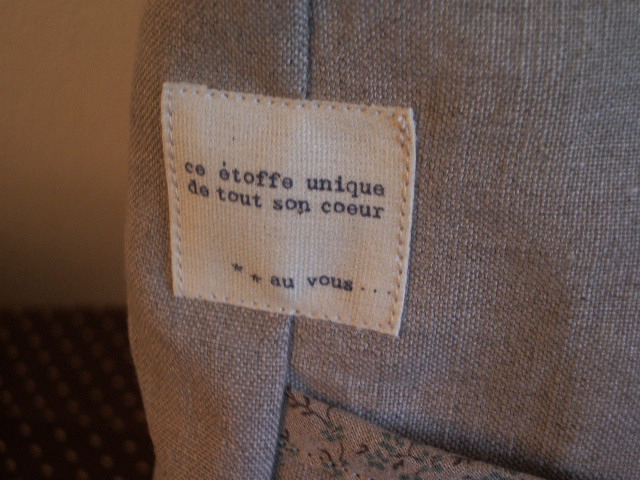 ce étoffe unique
de tout son coeur
** au vous...